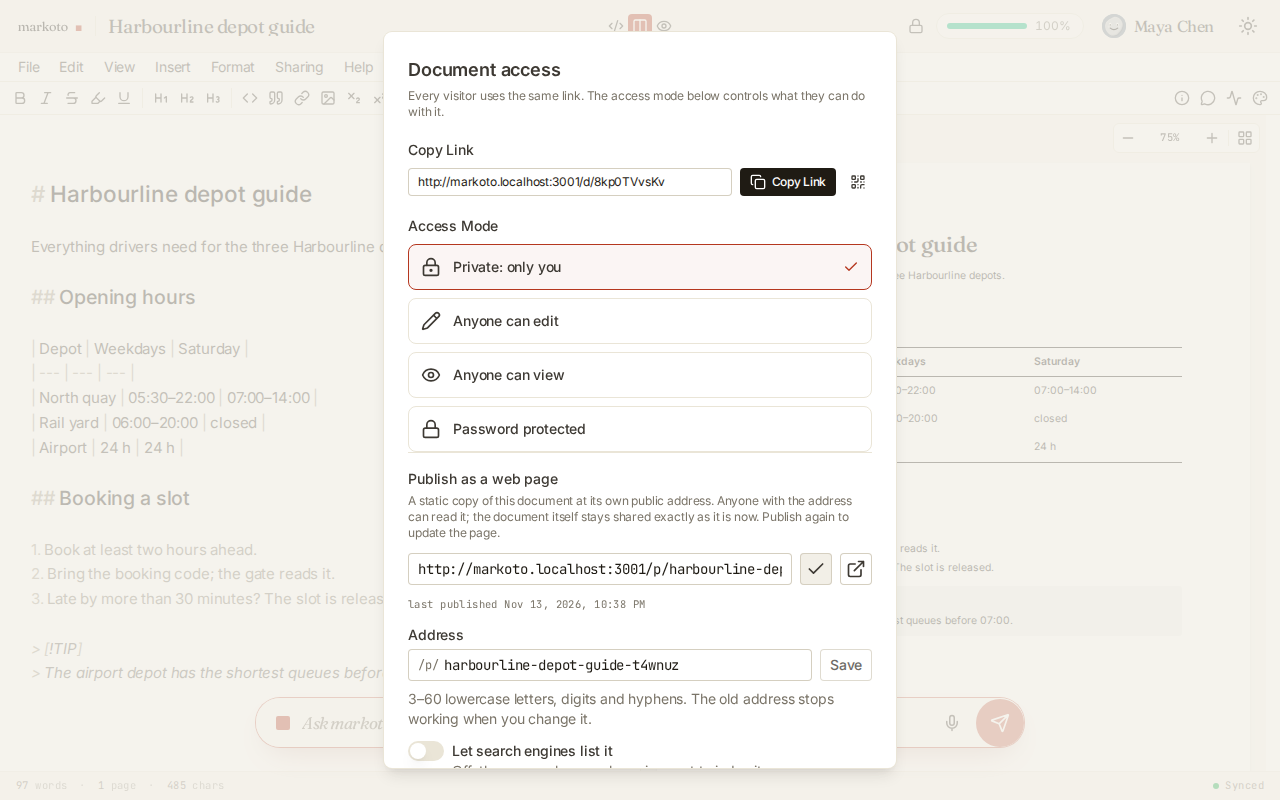 markoto
Harbourline depot guide
100%
Maya Chen
File Edit View Insert Format Sharing Help
H1 H2 H3
75%
# Harbourline depot guide
Everything drivers need for the three Harbourline
## Opening hours
| Depot | Weekdays | Saturday |
| --- | --- | --- |
| North quay | 05:30–22:00 | 07:00–14:00 |
| Rail yard | 06:00–20:00 | closed |
| Airport | 24 h | 24 h |
## Booking a slot
1. Book at least two hours ahead.
2. Bring the booking code; the gate reads it.
3. Late by more than 30 minutes? The slot is releas
> [!TIP]
> The airport depot has the shortest queues befor
Ask markot
Document access
Every visitor uses the same link. The access mode below controls what they can do
with it.
Copy Link
http://markoto.localhost:3001/d/8kp0TVvsKv
Copy Link
Access Mode
Private: only you
Anyone can edit
Anyone can view
Password protected
Publish as a web page
A static copy of this document at its own public address. Anyone with the address
can read it; the document itself stays shared exactly as it is now. Publish again to
update the page.
http://markoto.localhost:3001/p/harbourline-dep
last published Nov 13, 2026, 10:38 PM
Address
/p/ harbourline-depot-guide-t4wnuz
Save
3–60 lowercase letters, digits and hyphens. The old address stops
working when you change it.
Let search engines list it
ot guide
ee Harbourline depots.
kdays Saturday
0–22:00 07:00–14:00
0–20:00 closed
24 h
reads it.
The slot is released.
st queues before 07:00.
97 words · 1 page · 485 chars
Synced